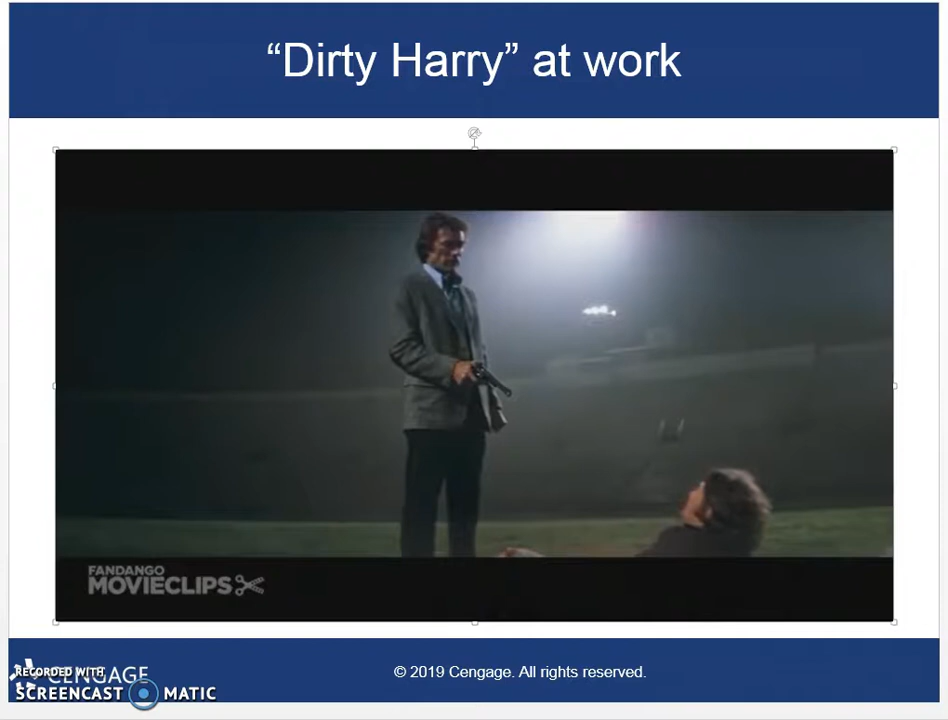 “Dirty Harry” at work
FANDANGO
MOVIECLIPS
CENGAGE
© 2019 Cengage. All rights reserved.
RECORDED WITH
SCREENCAST MATIC